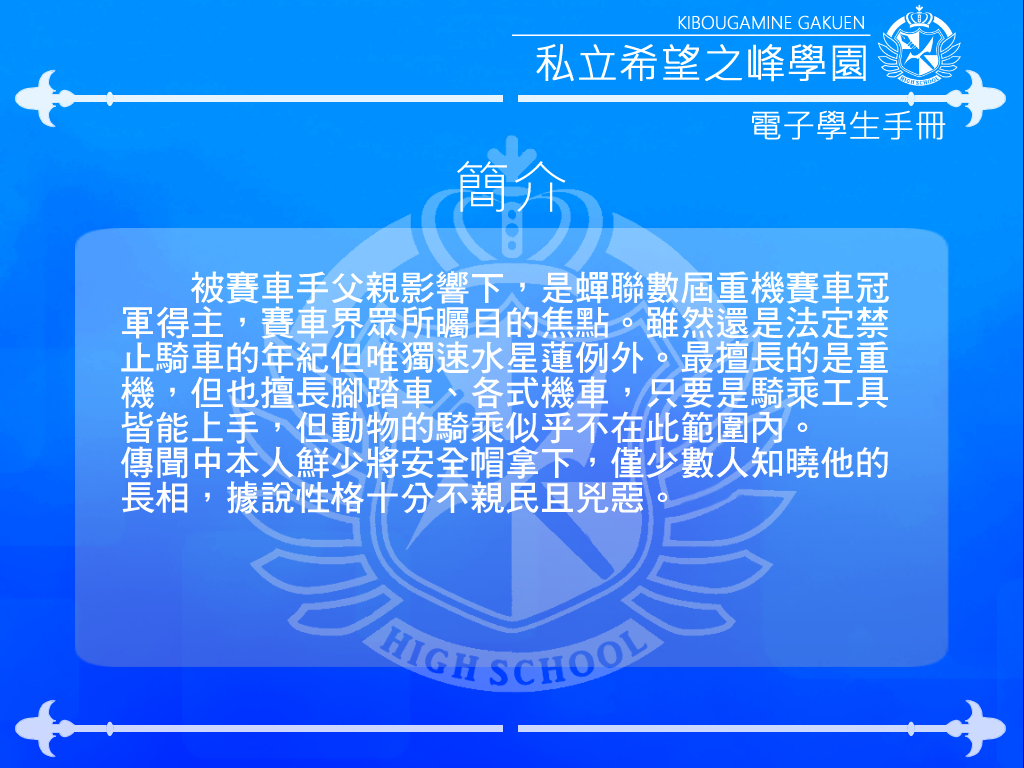 KIBOUGAMINE GAKUEN
私立希望之峰學園
HIGH SCHOOL
電子學生手冊
簡介
被賽車手父親影響下，是蟬聯數屆重機賽車冠
軍得主，賽車界眾所矚目的焦點。雖然還是法定禁
止騎車的年紀但唯獨速水星蓮例外。最擅長的是重
機，但也擅長腳踏車、各式機車，只要是騎乘工具
皆能上手，但動物的騎乘似乎不在此範圍內。
傳聞中本人鮮少將安全帽拿下，僅少數人知曉他的
長相，據說性格十分不親民且兇惡。
HIGH SCHOOL